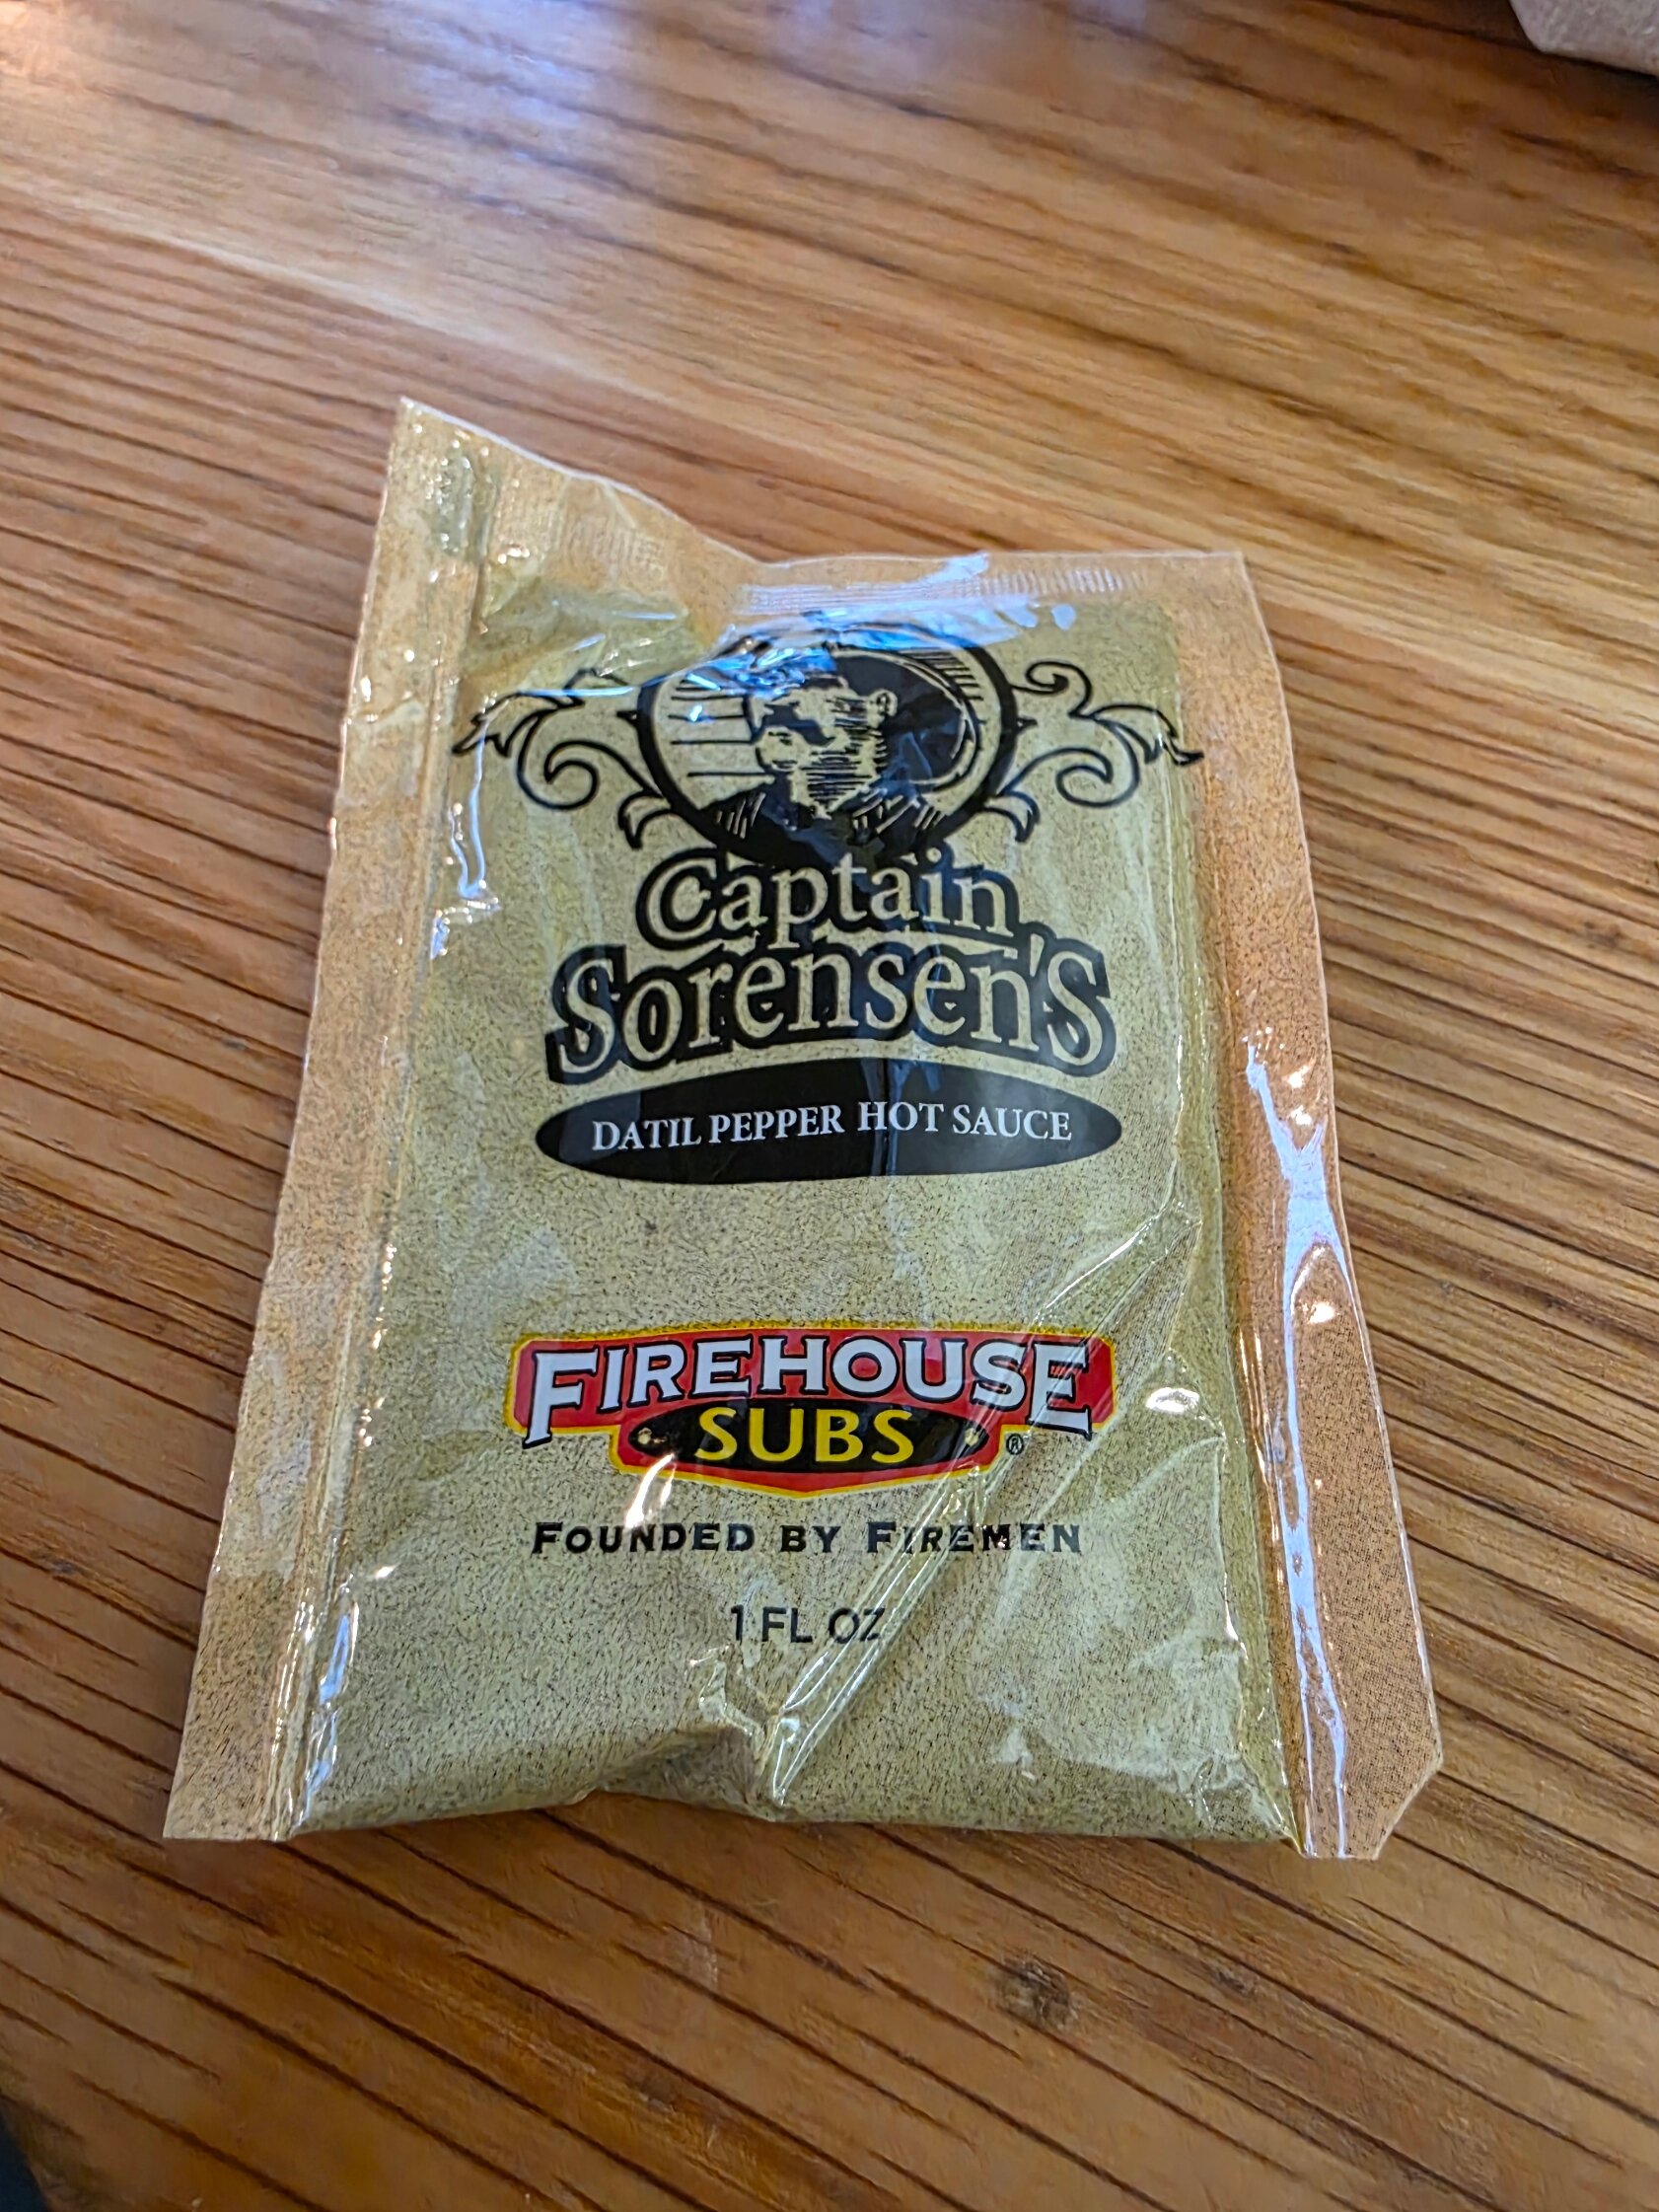 Captain
Sorensen's
DATIL PEPPER HOT SAUCE
FIREHOUSE
SUBS®
FOUNDED BY FIREMEN
1 FL OZ